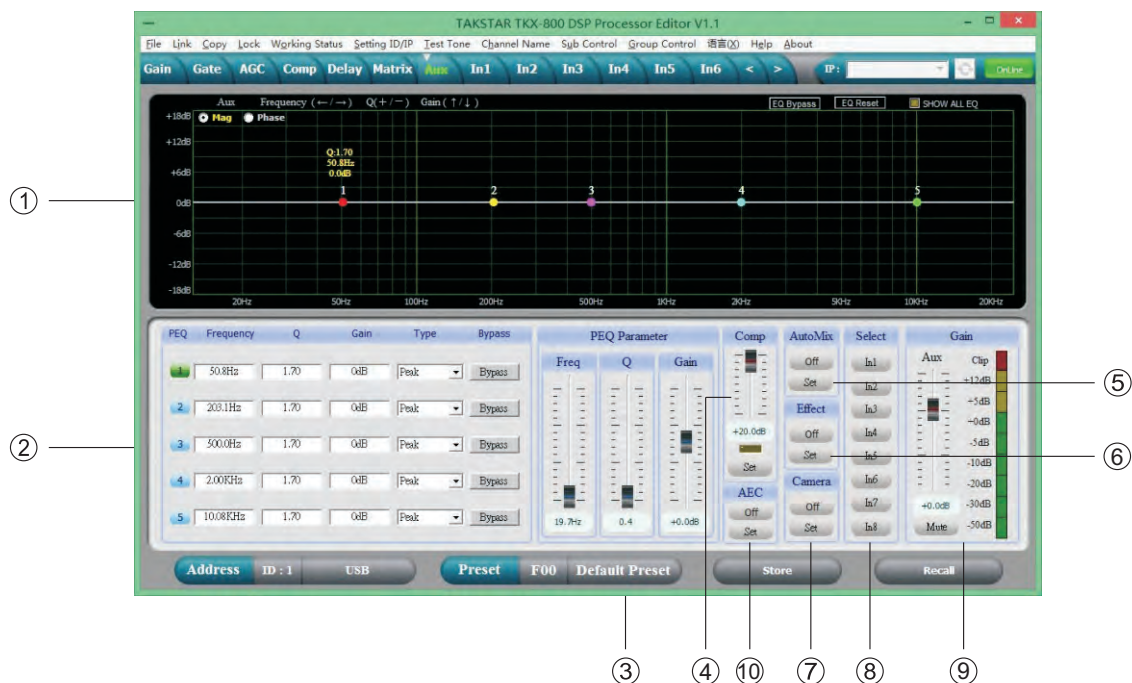 TAKSTAR TKX-800 DSP Processor Editor V1.1
File Link Copy Lock Working Status Setting ID/IP Test Tone Channel Name Sub Control Group Control 语言(X) Help About
Gain Gate AGC Comp Delay Matrix Aux In1 In2 In3 In4 In5 In6 < > IP: OnLine
Aux Frequency (←/→) Q(+/−) Gain (↑/↓) EQ Bypass EQ Reset SHOW ALL EQ
+18dB Mag Phase
+12dB
Q:1.70
50.8Hz
+6dB 0.0dB
1 2 3 4 5
0dB
-6dB
-12dB
-18dB
20Hz 50Hz 100Hz 200Hz 500Hz 1KHz 2KHz 5KHz 10KHz 20KHz
PEQ Frequency Q Gain Type Bypass
1 50.8Hz 1.70 0dB Peak Bypass
2 203.1Hz 1.70 0dB Peak Bypass
3 500.0Hz 1.70 0dB Peak Bypass
4 2.00KHz 1.70 0dB Peak Bypass
5 10.08KHz 1.70 0dB Peak Bypass
PEQ Parameter
Freq Q Gain
19.7Hz 0.4 +0.0dB
Comp
+20.0dB
Set
AEC
Off
Set
AutoMix
Off
Set
Effect
Off
Set
Camera
Off
Set
Select
In1
In2
In3
In4
In5
In6
In7
In8
Gain
Aux Clip
+12dB
+5dB
+0dB
-5dB
-10dB
-20dB
-30dB
-50dB
+0.0dB
Mute
Address ID : 1 USB
Preset F00 Default Preset
Store
Recall
①
②
③
④
⑩
⑦
⑧
⑨
⑤
⑥